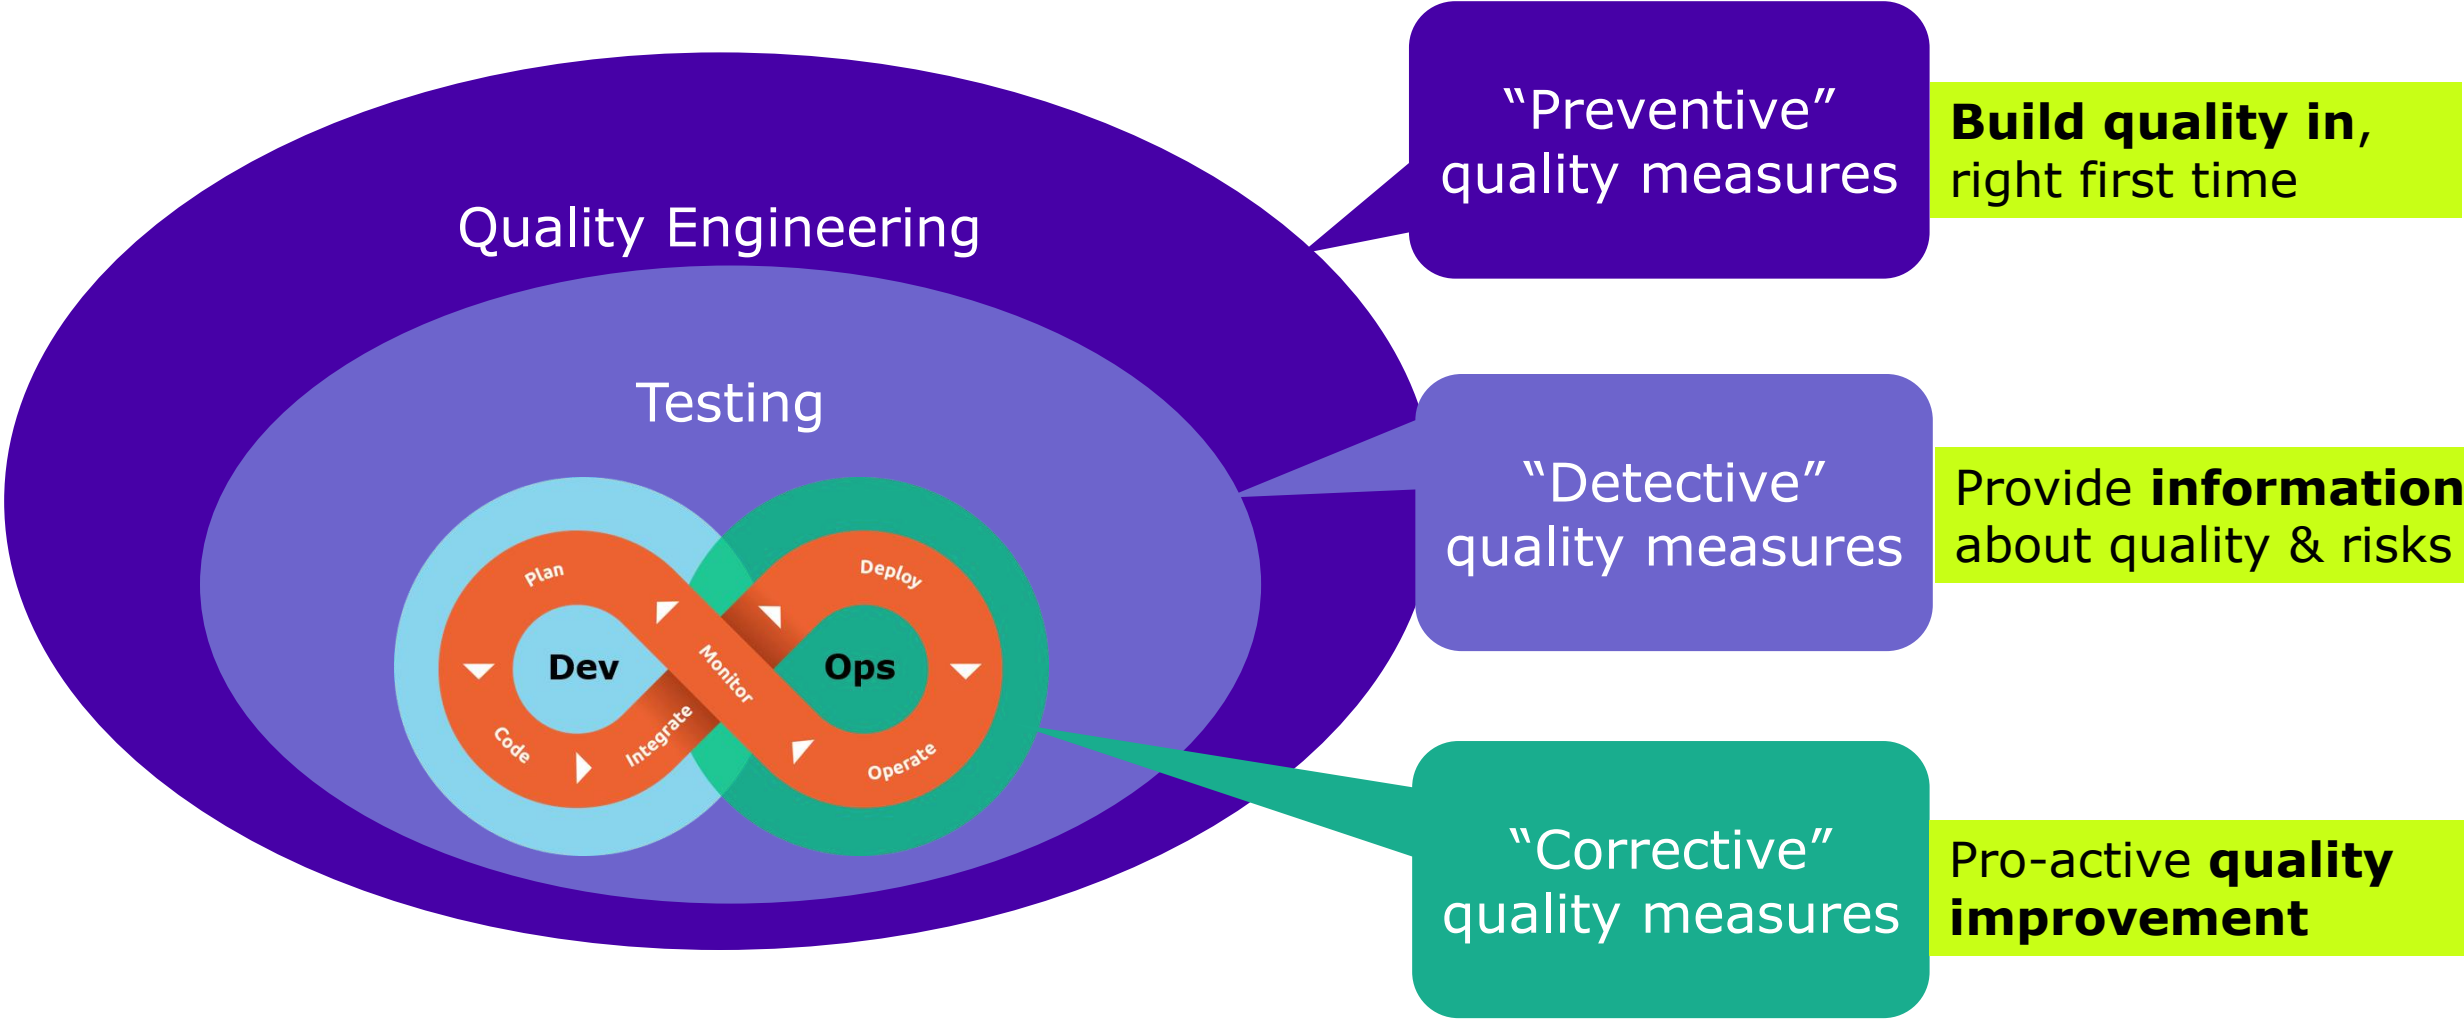 Quality Engineering
Testing
Plan
Code
Integrate
Monitor
Deploy
Operate
Dev
Ops
“Preventive”
quality measures
Build quality in,
right first time
“Detective”
quality measures
Provide information
about quality & risks
“Corrective”
quality measures
Pro-active quality
improvement